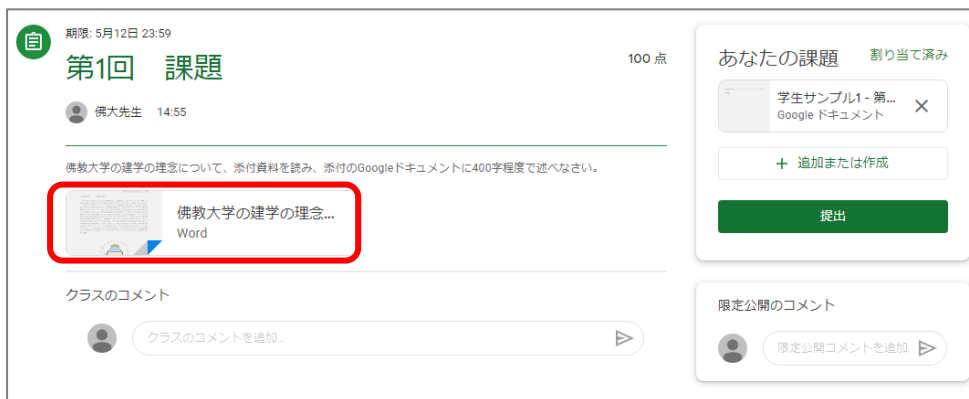 期限: 5月12日 23:59
第1回　課題
100 点
佛大先生 14:55
佛教大学の建学の理念について、添付資料を読み、添付のGoogleドキュメントに400字程度で述べなさい。
佛教大学の建学の理念...
Word
クラスのコメント
クラスのコメントを追加...
あなたの課題
割り当て済み
学生サンプル1 - 第...
Google ドキュメント
追加または作成
提出
限定公開のコメント
限定公開コメントを追加